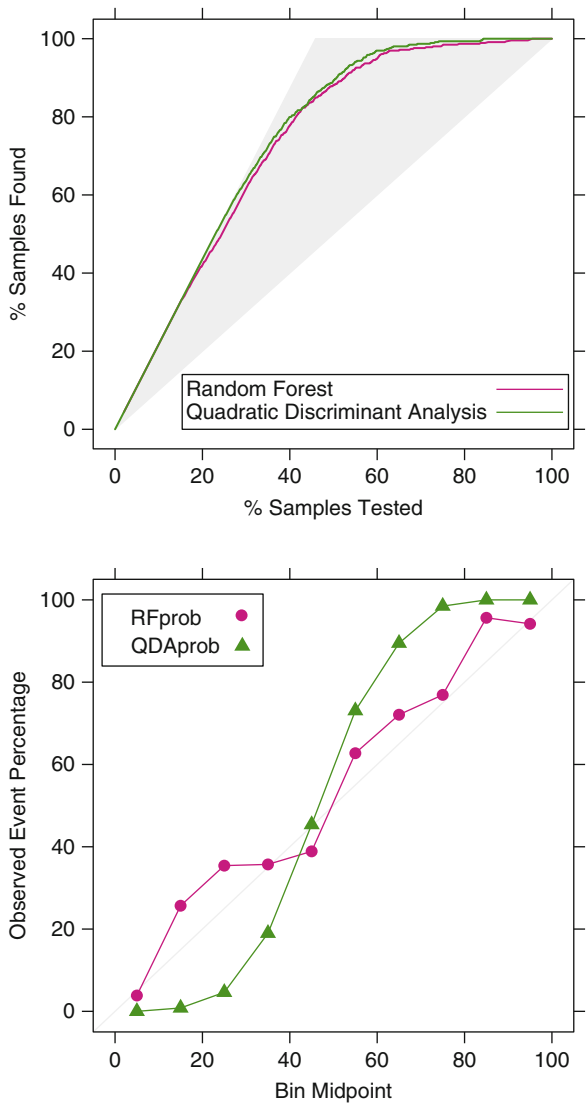 100
80
60
40
20
0
% Samples Found
Random Forest
Quadratic Discriminant Analysis
0 20 40 60 80 100
% Samples Tested
100
80
60
40
20
0
Observed Event Percentage
RFprob
QDAprob
0 20 40 60 80 100
Bin Midpoint